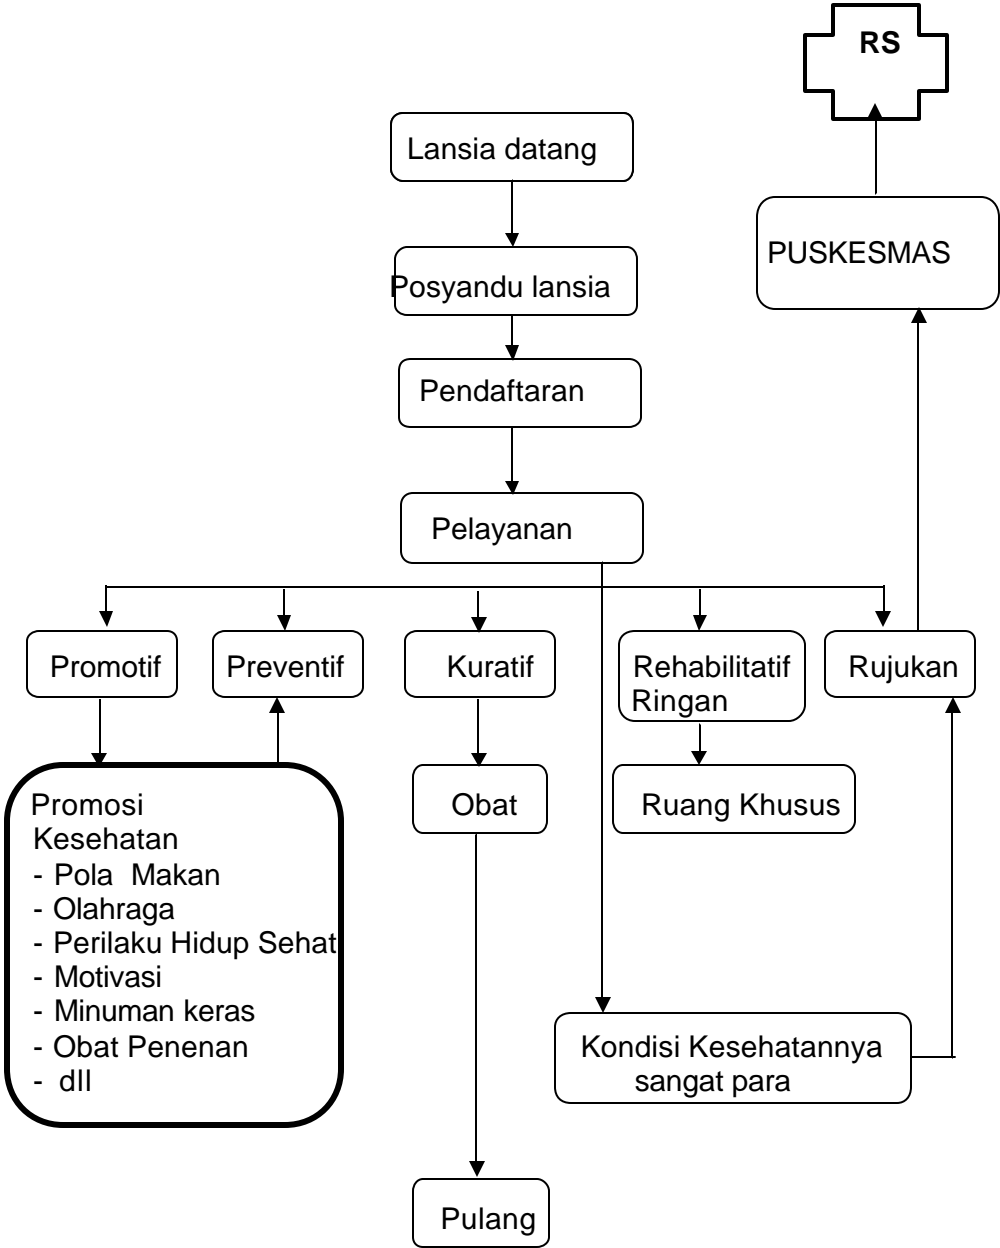 RS
Lansia datang
PUSKESMAS
Posyandu lansia
Pendaftaran
Pelayanan
Promotif
Preventif
Kuratif
Rehabilitatif
Ringan
Rujukan
Promosi
Kesehatan
- Pola Makan
- Olahraga
- Perilaku Hidup Sehat
- Motivasi
- Minuman keras
- Obat Penenan
- dll
Obat
Ruang Khusus
Kondisi Kesehatannya
sangat para
Pulang